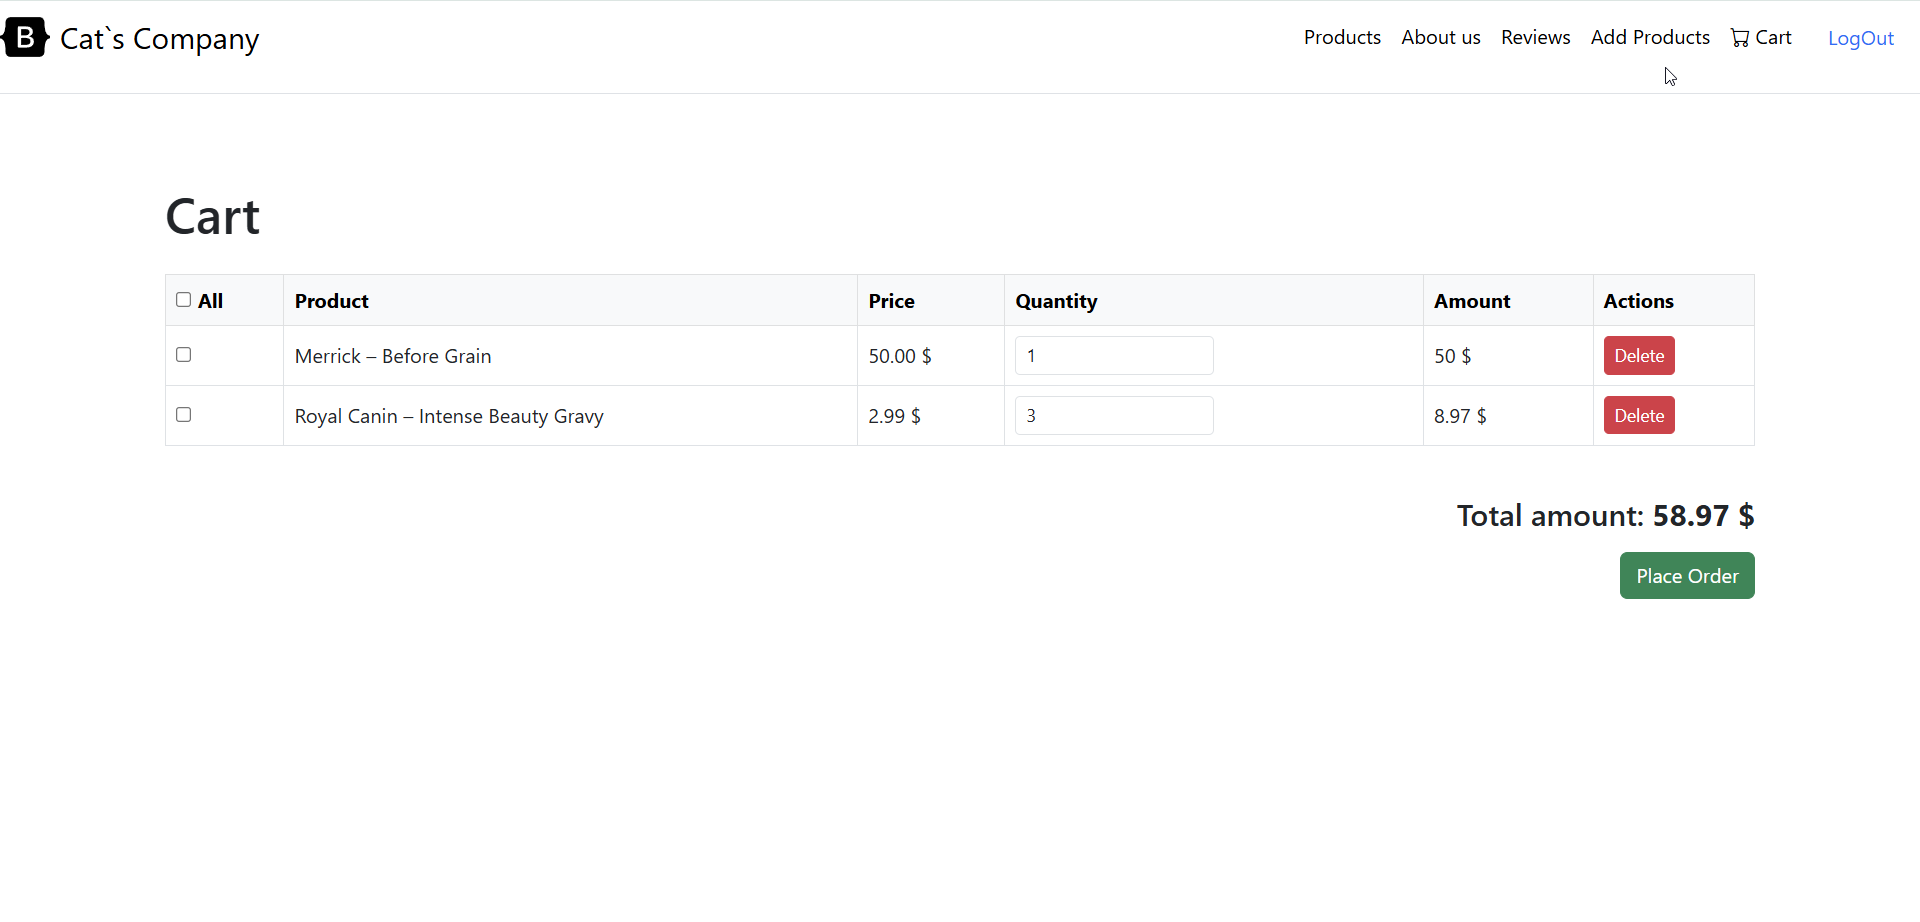 B Cat`s Company Products About us Reviews Add Products Cart LogOut
Cart
All Product Price Quantity Amount Actions
Merrick – Before Grain 50.00 $ 1 50 $ Delete
Royal Canin – Intense Beauty Gravy 2.99 $ 3 8.97 $ Delete
Total amount: 58.97 $
Place Order